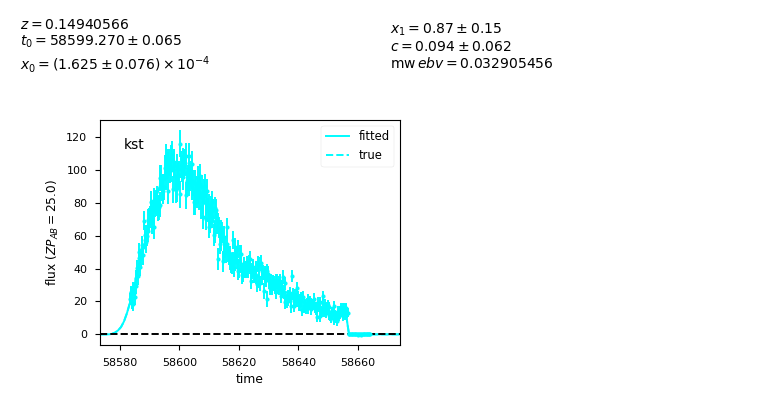 z = 0.14940566
t₀ = 58599.270 ± 0.065
x₀ = (1.625 ± 0.076) × 10⁻⁴
x₁ = 0.87 ± 0.15
c = 0.094 ± 0.062
mw ebv = 0.032905456
kst
fitted
true
120
100
80
60
40
20
0
flux (ZP_AB = 25.0)
58580 58600 58620 58640 58660
time